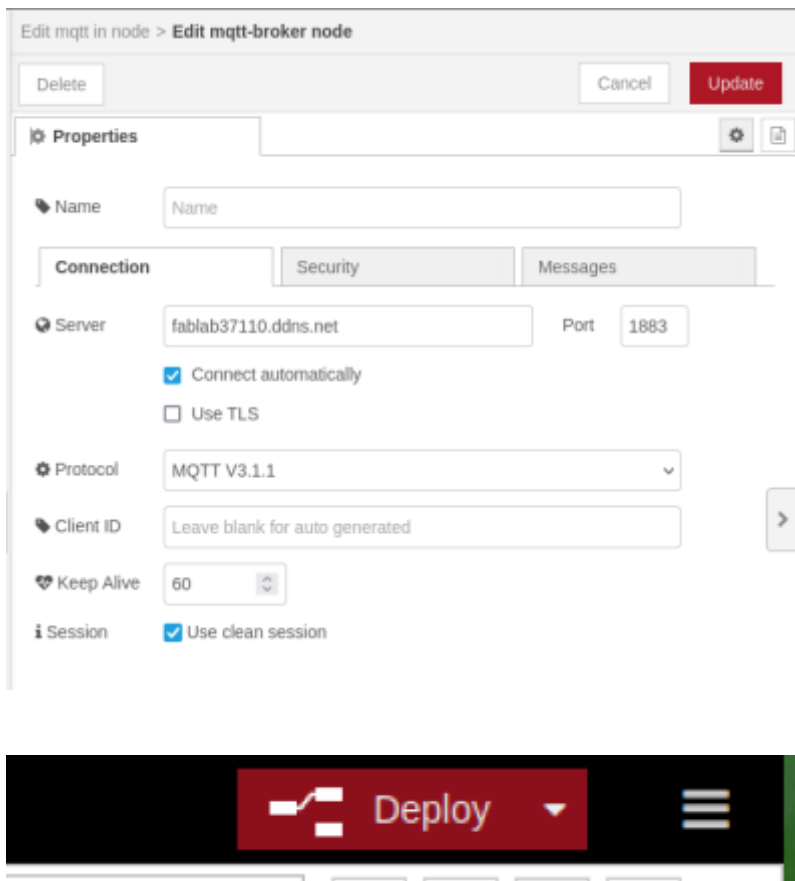 Edit mqtt in node > Edit mqtt-broker node
Delete Cancel Update
Properties
Name Name
Connection Security Messages
Server fablab37110.ddns.net Port 1883
Connect automatically
Use TLS
Protocol MQTT V3.1.1
Client ID Leave blank for auto generated
Keep Alive 60
Session Use clean session
Deploy